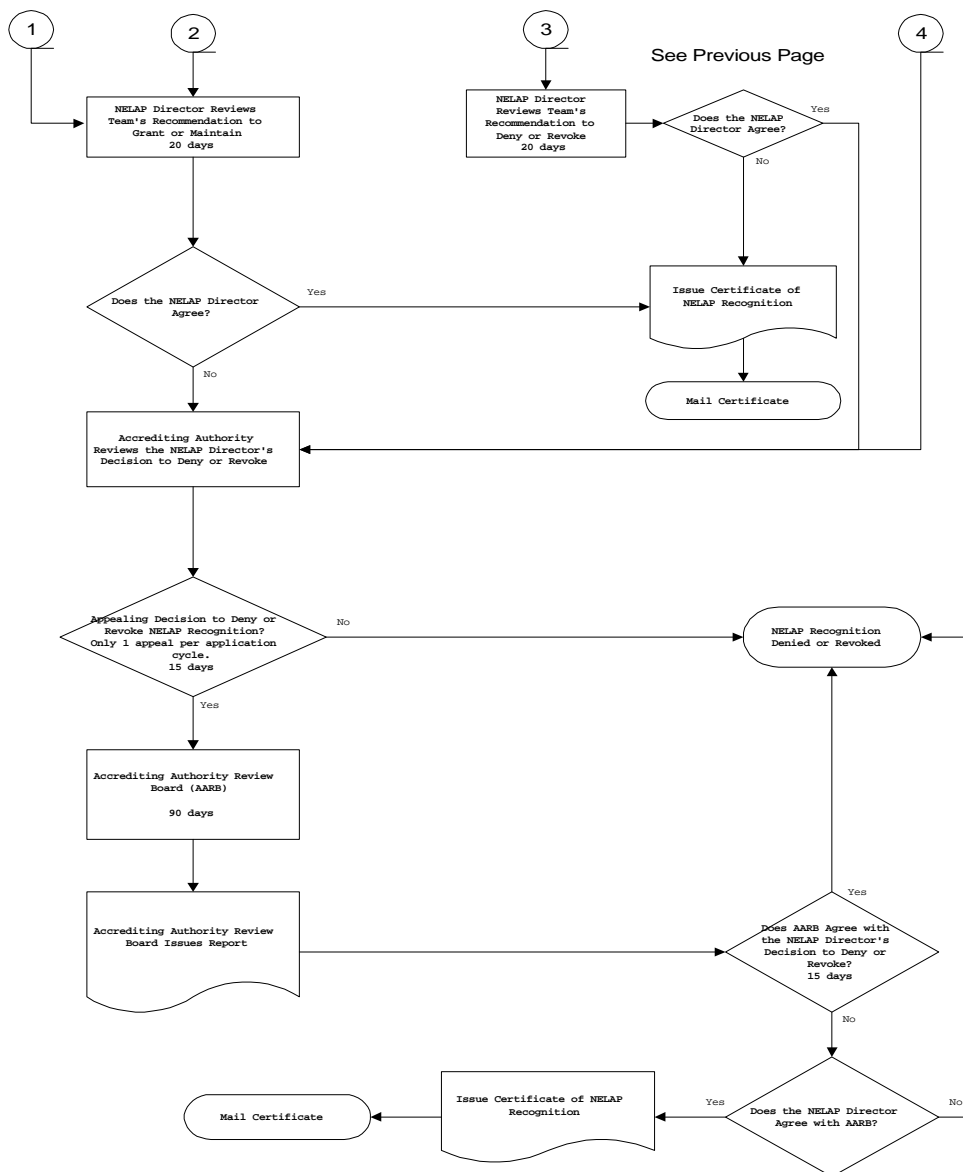 1
2
3
4
See Previous Page
NELAP Director Reviews
Team's Recommendation to
Grant or Maintain
20 days
NELAP Director
Reviews Team's
Recommendation to
Deny or Revoke
20 days
Does the NELAP
Director Agree?
Yes
No
Does the NELAP Director
Agree?
Yes
No
Issue Certificate of
NELAP Recognition
Mail Certificate
Accrediting Authority
Reviews the NELAP Director's
Decision to Deny or Revoke
Appealing Decision to Deny or
Revoke NELAP Recognition?
Only 1 appeal per application
cycle.
15 days
No
Yes
NELAP Recognition
Denied or Revoked
Accrediting Authority Review
Board (AARB)
90 days
Accrediting Authority Review
Board Issues Report
Yes
Does AARB Agree with
the NELAP Director's
Decision to Deny or
Revoke?
15 days
No
Does the NELAP Director
Agree with AARB?
Yes
No
Issue Certificate of NELAP
Recognition
Mail Certificate